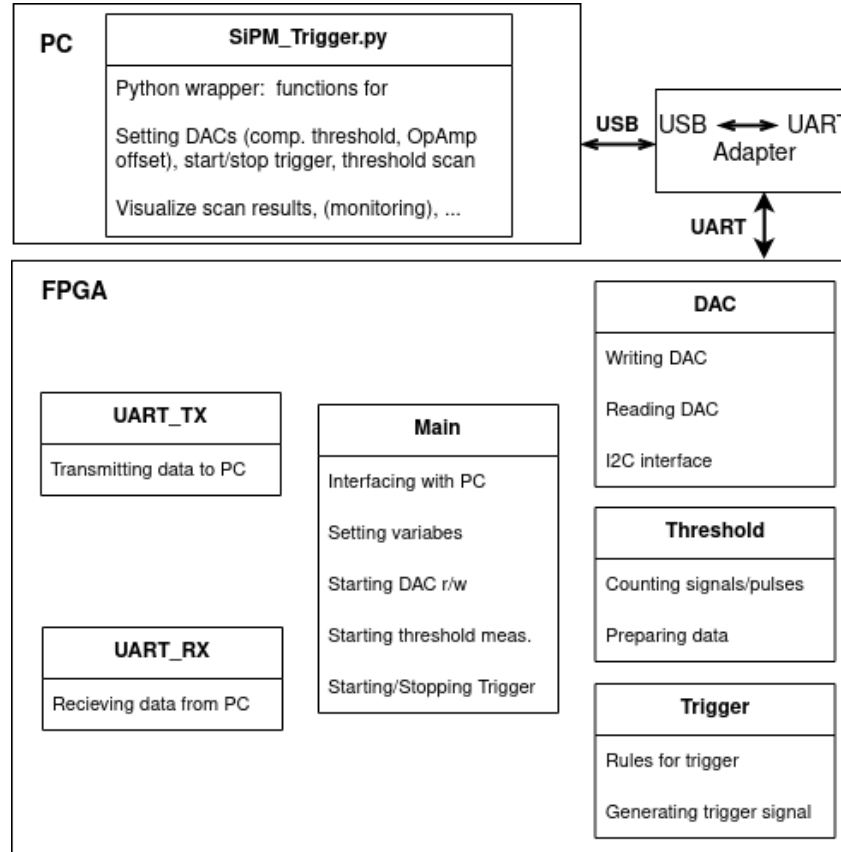 PC
SiPM_Trigger.py
Python wrapper: functions for
Setting DACs (comp. threshold, OpAmp
offset), start/stop trigger, threshold scan
Visualize scan results, (monitoring), ...
USB
USB UART
Adapter
UART
FPGA
UART_TX
Transmitting data to PC
UART_RX
Recieving data from PC
Main
Interfacing with PC
Setting variabes
Starting DAC r/w
Starting threshold meas.
Starting/Stopping Trigger
DAC
Writing DAC
Reading DAC
I2C interface
Threshold
Counting signals/pulses
Preparing data
Trigger
Rules for trigger
Generating trigger signal